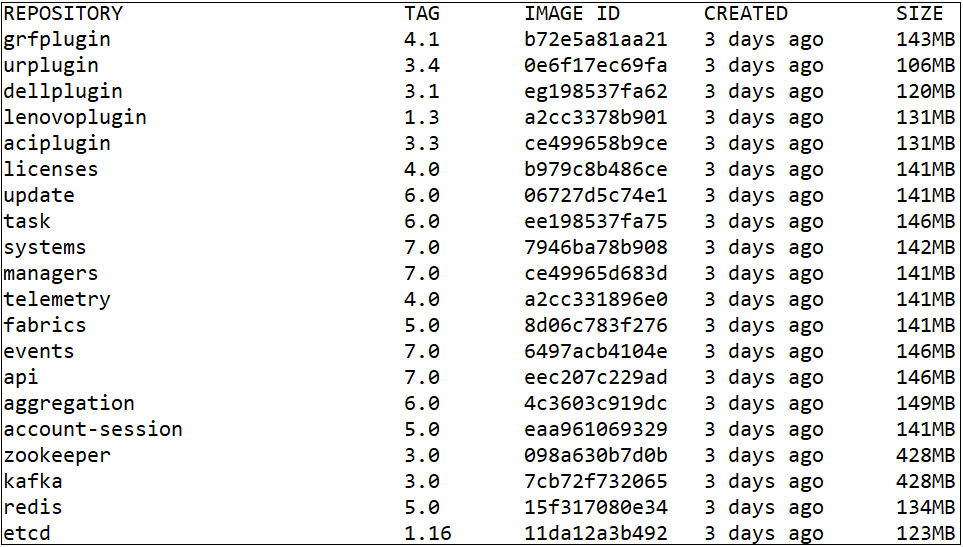 REPOSITORY TAG IMAGE ID CREATED SIZE
grfplugin 4.1 b72e5a81aa21 3 days ago 143MB
urplugin 3.4 0e6f17ec69fa 3 days ago 106MB
dellplugin 3.1 eg198537fa62 3 days ago 120MB
lenovoplugin 1.3 a2cc3378b901 3 days ago 131MB
aciplugin 3.3 ce499658b9ce 3 days ago 131MB
licenses 4.0 b979c8b486ce 3 days ago 141MB
update 6.0 06727d5c74e1 3 days ago 141MB
task 6.0 ee198537fa75 3 days ago 146MB
systems 7.0 7946ba78b908 3 days ago 142MB
managers 7.0 ce49965d683d 3 days ago 141MB
telemetry 4.0 a2cc331896e0 3 days ago 141MB
fabrics 5.0 8d06c783f276 3 days ago 141MB
events 7.0 6497acb4104e 3 days ago 146MB
api 7.0 eec207c229ad 3 days ago 146MB
aggregation 6.0 4c3603c919dc 3 days ago 149MB
account-session 5.0 eaa961069329 3 days ago 141MB
zookeeper 3.0 098a630b7d0b 3 days ago 428MB
kafka 3.0 7cb72f732065 3 days ago 428MB
redis 5.0 15f317080e34 3 days ago 134MB
etcd 1.16 11da12a3b492 3 days ago 123MB